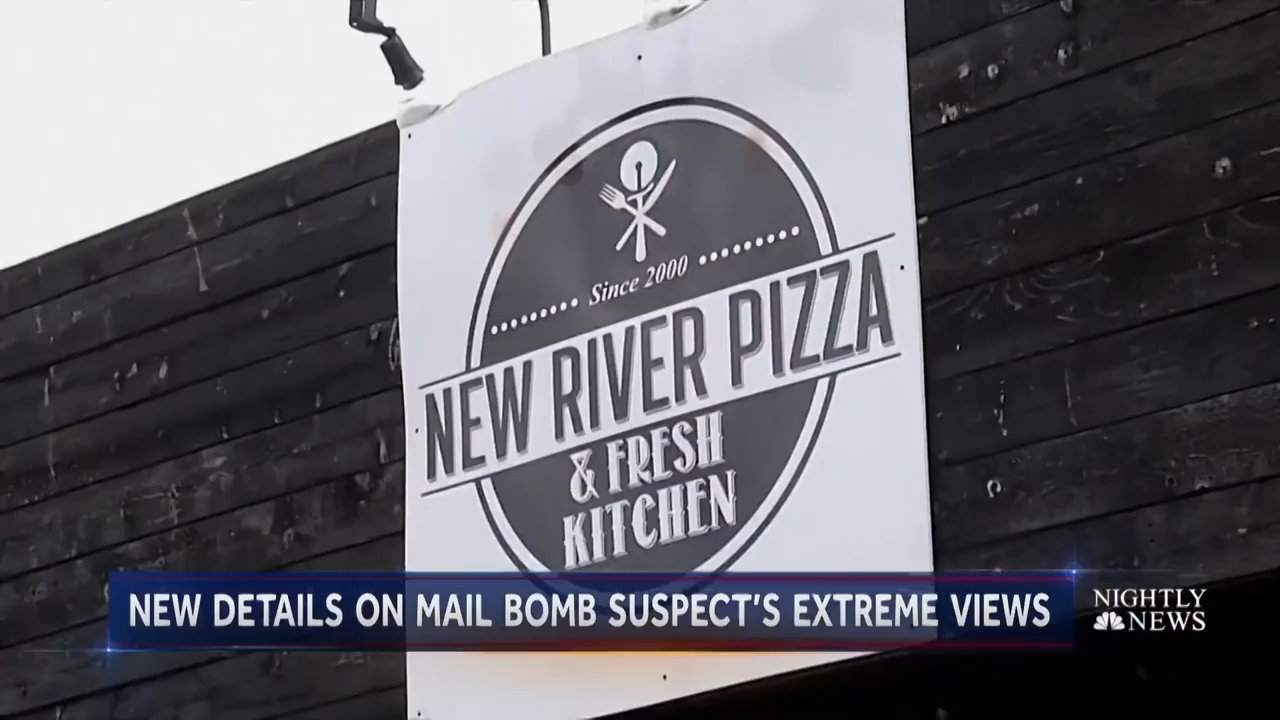 Since 2000
NEW RIVER PIZZA
& FRESH
KITCHEN
NEW DETAILS ON MAIL BOMB SUSPECT'S EXTREME VIEWS
NIGHTLY
NEWS